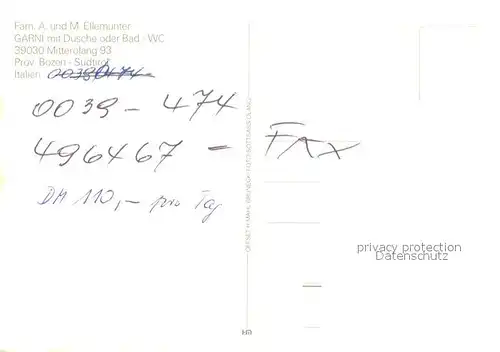 Fam. A. und M. Ellemunter
GARNI mit Dusche oder Bad - WC
39030 Mitterolang 93
Prov. Bozen - Südtirol
Italien
0039 - 474
496467 - FAX
DM 110,- pro Tag
privacy protection
Datenschutz